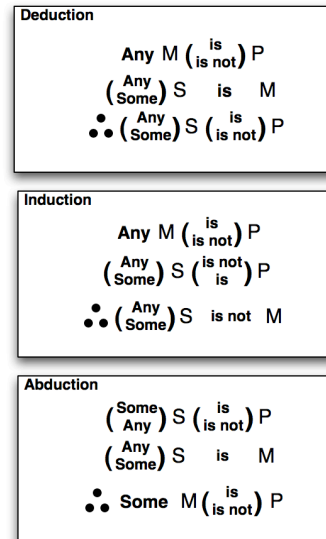 Deduction
Any M ( is / is not ) P
( Any / Some ) S is M
∴ ( Any / Some ) S ( is / is not ) P
Induction
Any M ( is / is not ) P
( Any / Some ) S ( is not / is ) P
∴ ( Any / Some ) S is not M
Abduction
( Some / Any ) S ( is / is not ) P
( Any / Some ) S is M
∴ Some M ( is / is not ) P